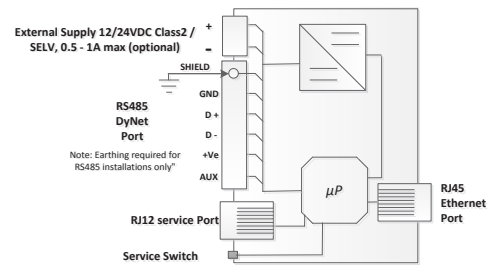 External Supply 12/24VDC Class2 /
SELV, 0.5 - 1A max (optional)
+
-
SHIELD
RS485
DyNet
Port
Note: Earthing required for
RS485 installations only"
GND
D +
D -
+Ve
AUX
µP
RJ45
Ethernet
Port
RJ12 service Port
Service Switch